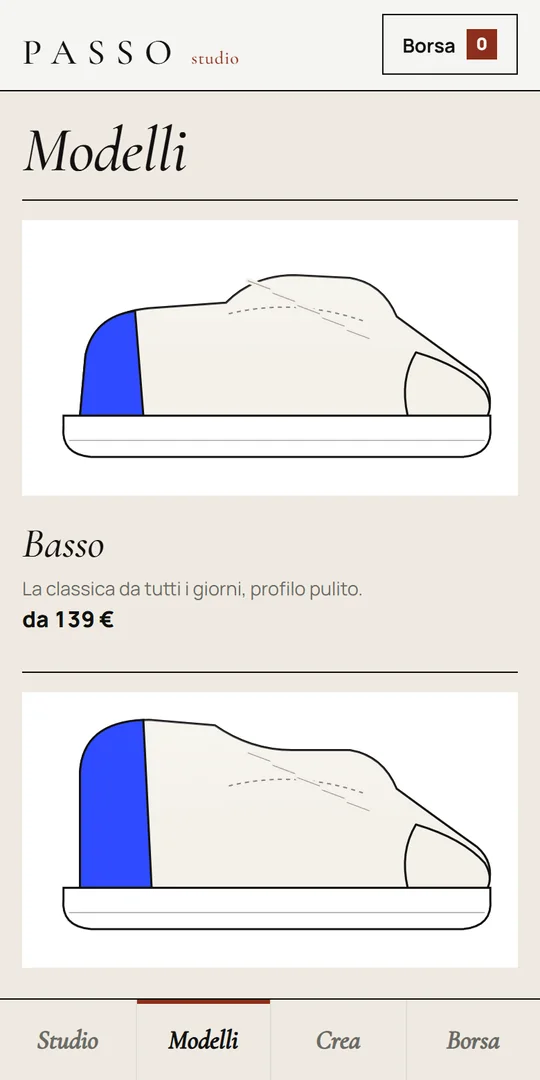 PASSO studio
Borsa 0
Modelli
Basso
La classica da tutti i giorni, profilo pulito.
da 139 €
Studio
Modelli
Crea
Borsa